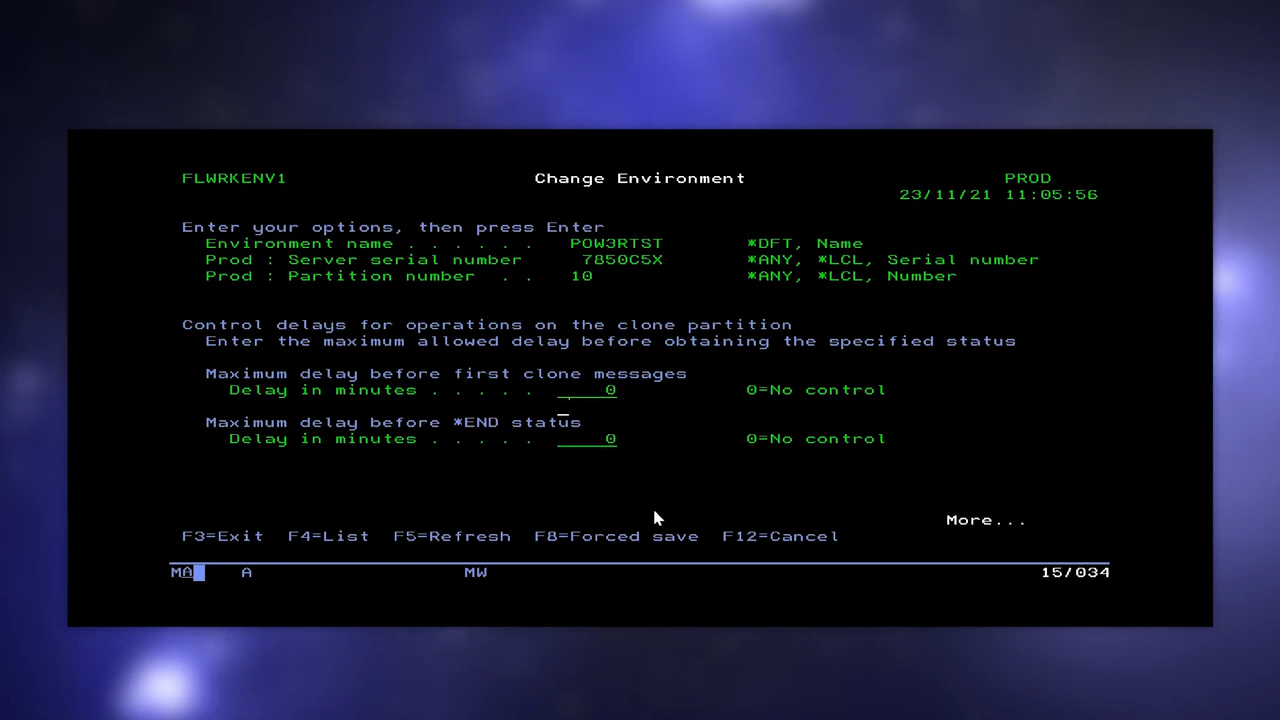 FLWRKENV1 Change Environment PROD
23/11/21 11:05:56
Enter your options, then press Enter
Environment name . . . . . . POW3RTST *DFT, Name
Prod : Server serial number 7850C5X *ANY, *LCL, Serial number
Prod : Partition number . . 10 *ANY, *LCL, Number
Control delays for operations on the clone partition
Enter the maximum allowed delay before obtaining the specified status
Maximum delay before first clone messages
Delay in minutes . . . . . 0 0=No control
Maximum delay before *END status
Delay in minutes . . . . . 0 0=No control
More...
F3=Exit F4=List F5=Refresh F8=Forced save F12=Cancel
MA A MW 15/034